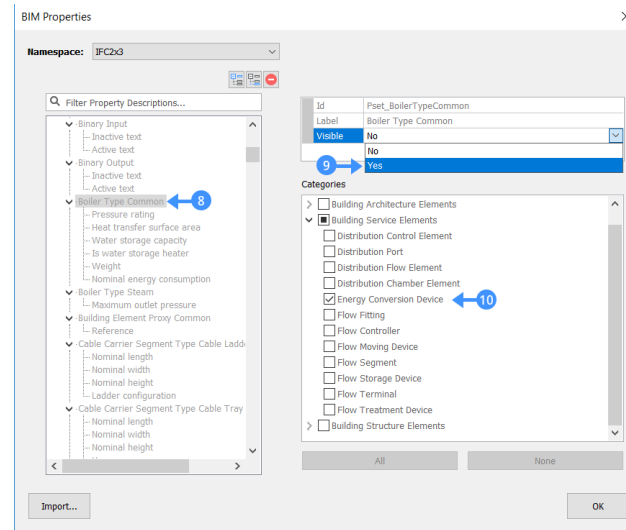 BIM Properties
Namespace: IFC2x3
Filter Property Descriptions...
Binary Input
Inactive text
Active text
Binary Output
Inactive text
Active text
Boiler Type Common
8
Pressure rating
Heat transfer surface area
Water storage capacity
Is water storage heater
Weight
Nominal energy consumption
Boiler Type Steam
Maximum outlet pressure
Building Element Proxy Common
Reference
Cable Carrier Segment Type Cable Ladd
Nominal length
Nominal width
Nominal height
Ladder configuration
Cable Carrier Segment Type Cable Tray
Nominal length
Nominal width
Nominal height
Id Pset_BoilerTypeCommon
Label Boiler Type Common
Visible No
No
9 Yes
Categories
Building Architecture Elements
Building Service Elements
Distribution Control Element
Distribution Port
Distribution Flow Element
Distribution Chamber Element
Energy Conversion Device 10
Flow Fitting
Flow Controller
Flow Moving Device
Flow Segment
Flow Storage Device
Flow Terminal
Flow Treatment Device
Building Structure Elements
All None
Import... OK